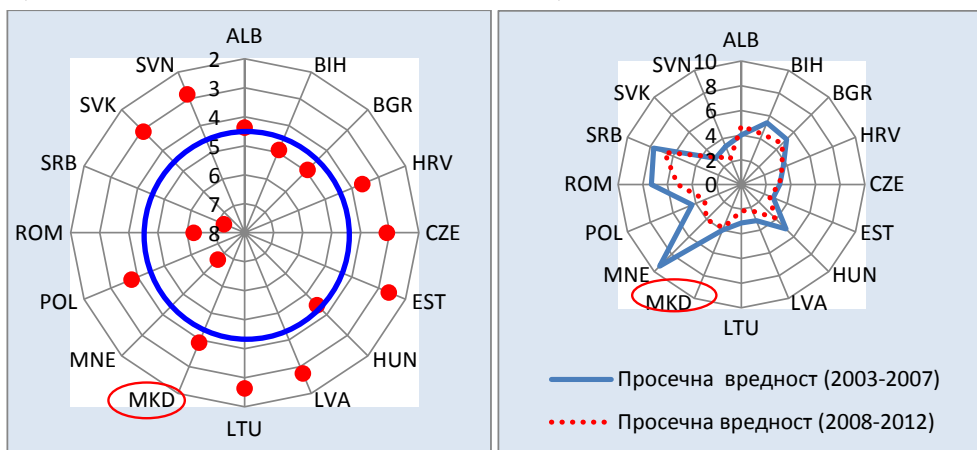 ALB
BIH
BGR
HRV
CZE
EST
HUN
LVA
LTU
MKD
MNE
POL
ROM
SRB
SVK
SVN
2
3
4
5
6
7
8
ALB
BIH
BGR
HRV
CZE
EST
HUN
LVA
LTU
MKD
MNE
POL
ROM
SRB
SVK
SVN
10
8
6
4
2
0
Просечна вредност (2003-2007)
Просечна вредност (2008-2012)